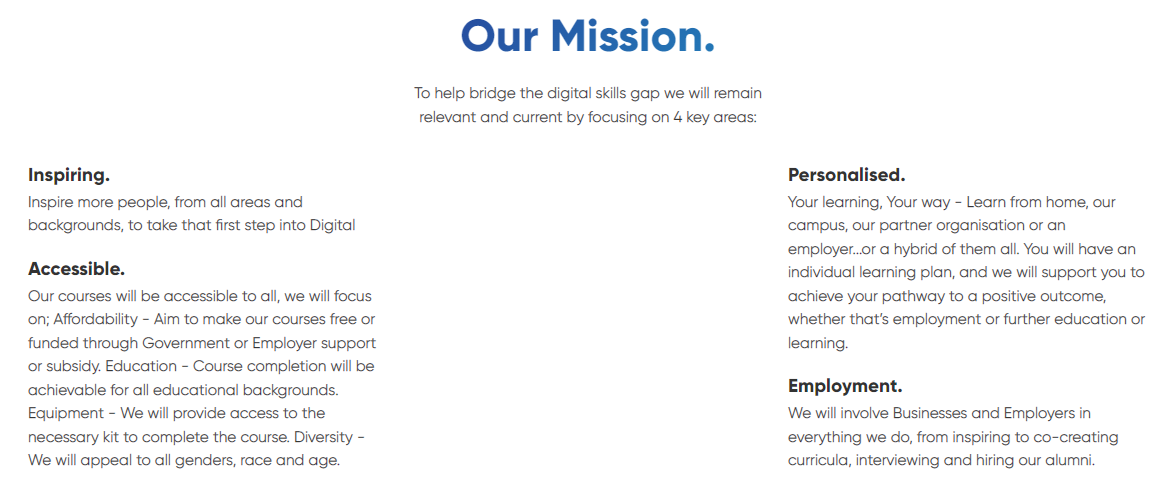 Our Mission.
To help bridge the digital skills gap we will remain
relevant and current by focusing on 4 key areas:
Inspiring.
Inspire more people, from all areas and
backgrounds, to take that first step into Digital
Accessible.
Our courses will be accessible to all, we will focus
on; Affordability - Aim to make our courses free or
funded through Government or Employer support
or subsidy. Education - Course completion will be
achievable for all educational backgrounds.
Equipment - We will provide access to the
necessary kit to complete the course. Diversity -
We will appeal to all genders, race and age.
Personalised.
Your learning, Your way - Learn from home, our
campus, our partner organisation or an
employer...or a hybrid of them all. You will have an
individual learning plan, and we will support you to
achieve your pathway to a positive outcome,
whether that's employment or further education or
learning.
Employment.
We will involve Businesses and Employers in
everything we do, from inspiring to co-creating
curricula, interviewing and hiring our alumni.